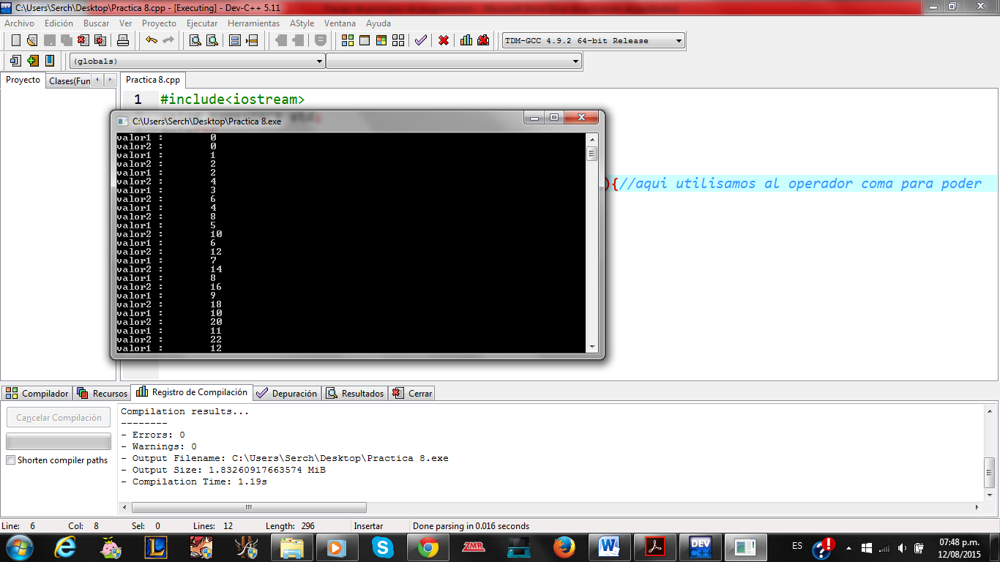 C:\Users\Serch\Desktop\Practica 8.cpp - [Executing] - Dev-C++ 5.11
Archivo Edición Buscar Ver Proyecto Ejecutar Herramientas AStyle Ventana Ayuda
TDM-GCC 4.9.2 64-bit Release
(globals)
Proyecto Clases(Fun
Practica 8.cpp
1 #include<iostream>
C:\Users\Serch\Desktop\Practica 8.exe
valor1 : 0
valor2 : 0
valor1 : 1
valor2 : 2
valor1 : 2
valor2 : 4
valor1 : 3
valor2 : 6
valor1 : 4
valor2 : 8
valor1 : 5
valor2 : 10
valor1 : 6
valor2 : 12
valor1 : 7
valor2 : 14
valor1 : 8
valor2 : 16
valor1 : 9
valor2 : 18
valor1 : 10
valor2 : 20
valor1 : 11
valor2 : 22
valor1 : 12
){//aqui utilisamos al operador coma para poder
Compilador Recursos Registro de Compilación Depuración Resultados Cerrar
Cancelar Compilación
Shorten compiler paths
Compilation results...
--------
- Errors: 0
- Warnings: 0
- Output Filename: C:\Users\Serch\Desktop\Practica 8.exe
- Output Size: 1.83260917663574 MiB
- Compilation Time: 1.19s
Line: 6 Col: 8 Sel: 0 Lines: 12 Length: 296 Insertar Done parsing in 0.016 seconds
ZMR
DEV
C++
ES
07:48 p.m.
12/08/2015